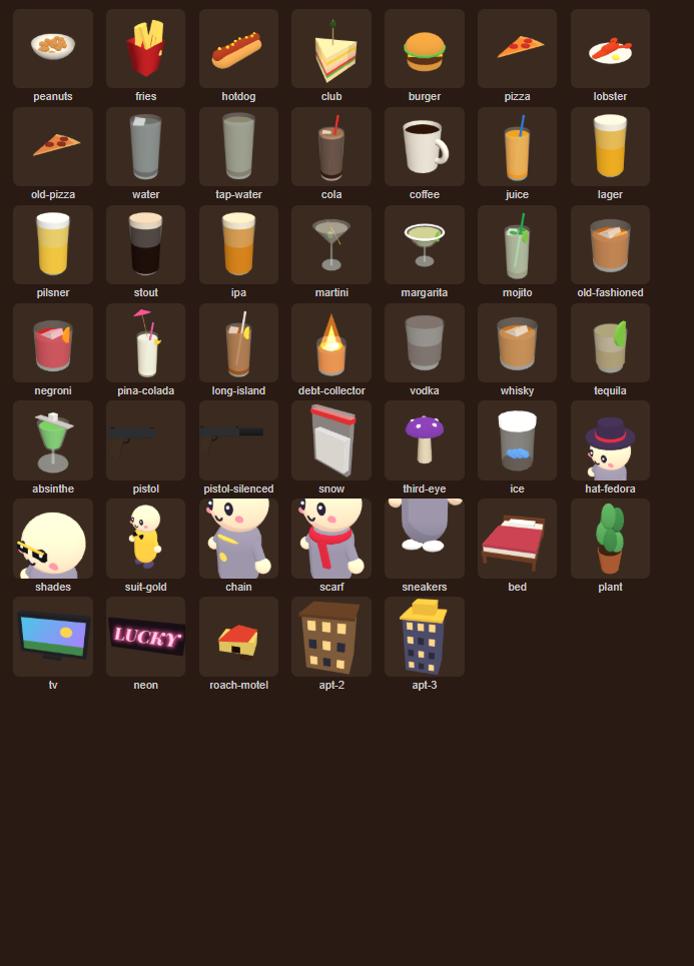 peanuts fries hotdog club burger pizza lobster
old-pizza water tap-water cola coffee juice lager
pilsner stout ipa martini margarita mojito old-fashioned
negroni pina-colada long-island debt-collector vodka whisky tequila
absinthe pistol pistol-silenced snow third-eye ice hat-fedora
shades suit-gold chain scarf sneakers bed plant
LUCKY
tv neon roach-motel apt-2 apt-3